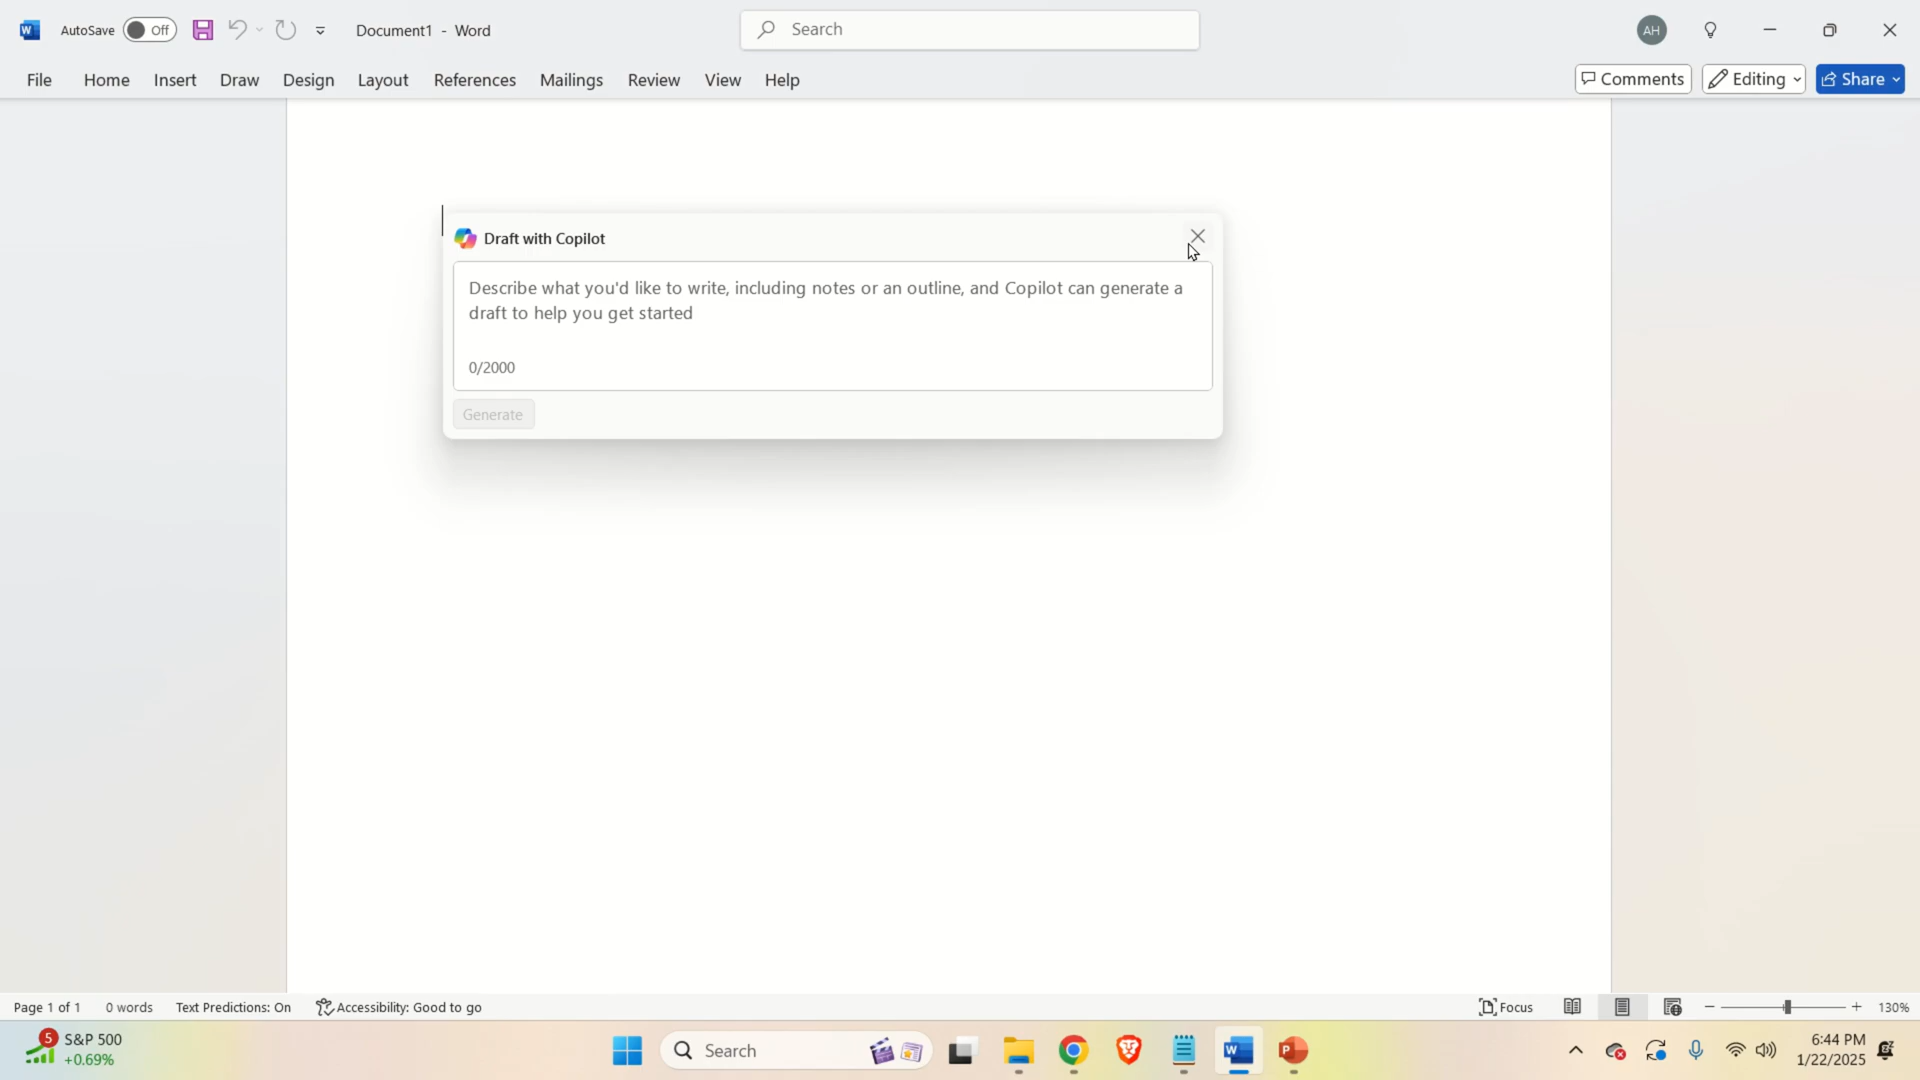 AutoSave Off Document1 - Word Search AH
File Home Insert Draw Design Layout References Mailings Review View Help Comments Editing Share
Draft with Copilot
Describe what you'd like to write, including notes or an outline, and Copilot can generate a
draft to help you get started
0/2000
Generate
Page 1 of 1 0 words Text Predictions: On Accessibility: Good to go Focus 130%
5 S&P 500
+0.69%
Search
6:44 PM
1/22/2025